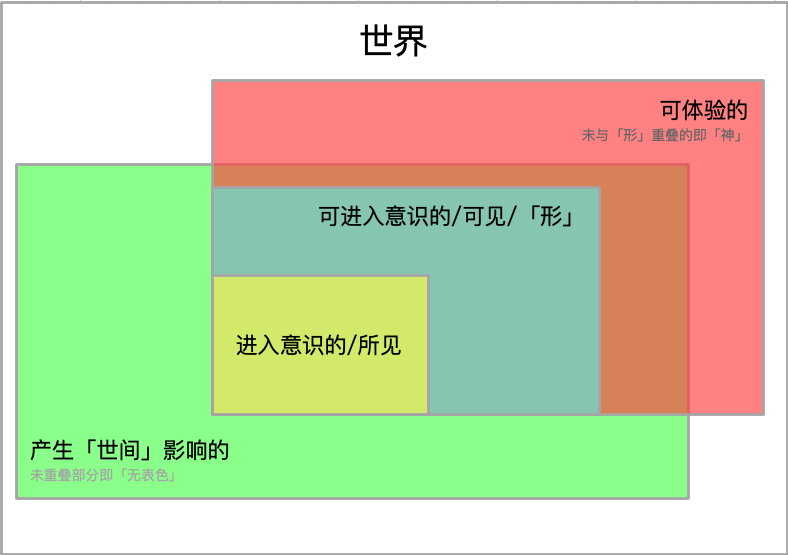 世界
可体验的
未与「形」重叠的即「神」
可进入意识的/可见/「形」
进入意识的/所见
产生「世间」影响的
未重叠部分即「无表色」